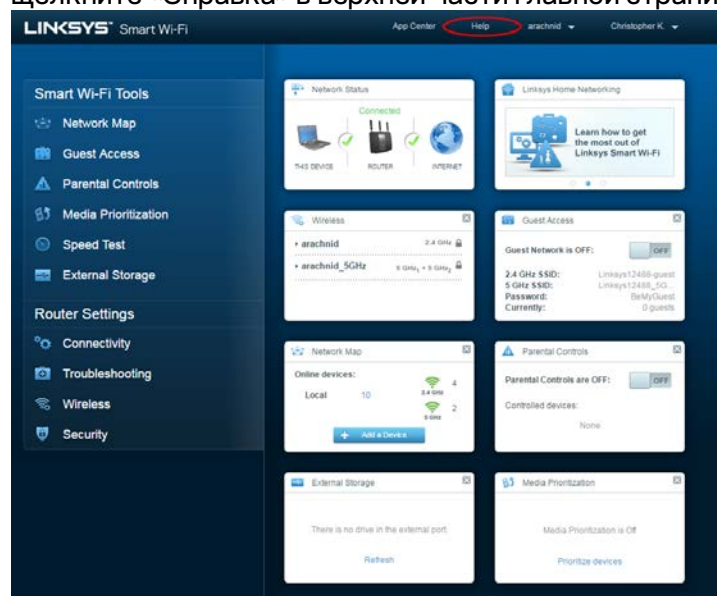 щелкните "Справка" в верхней части главной страни
LINKSYS™ Smart Wi-Fi
App Center
Help
arachnid
Christopher K.
Smart Wi-Fi Tools
Network Map
Guest Access
Parental Controls
Media Prioritization
Speed Test
External Storage
Router Settings
Connectivity
Troubleshooting
Wireless
Security
Network Status
Connected
THIS DEVICE
ROUTER
INTERNET
Linksys Home Networking
Learn how to get
the most out of
Linksys Smart Wi-Fi
Wireless
arachnid 2.4 GHz
arachnid_5GHz 5 GHz1 + 5 GHz2
Guest Access
Guest Network is OFF: OFF
2.4 GHz SSID: Linksys12468-guest
5 GHz SSID: Linksys12468_5G...
Password: BeMyGuest
Currently: 0 guests
Network Map
Online devices:
Local 10
4
2.4 GHz
2
5 GHz
Add a Device
Parental Controls
Parental Controls are OFF: OFF
Controlled devices:
None
External Storage
There is no drive in the external port.
Refresh
Media Prioritization
Media Prioritization is Off
Prioritize devices